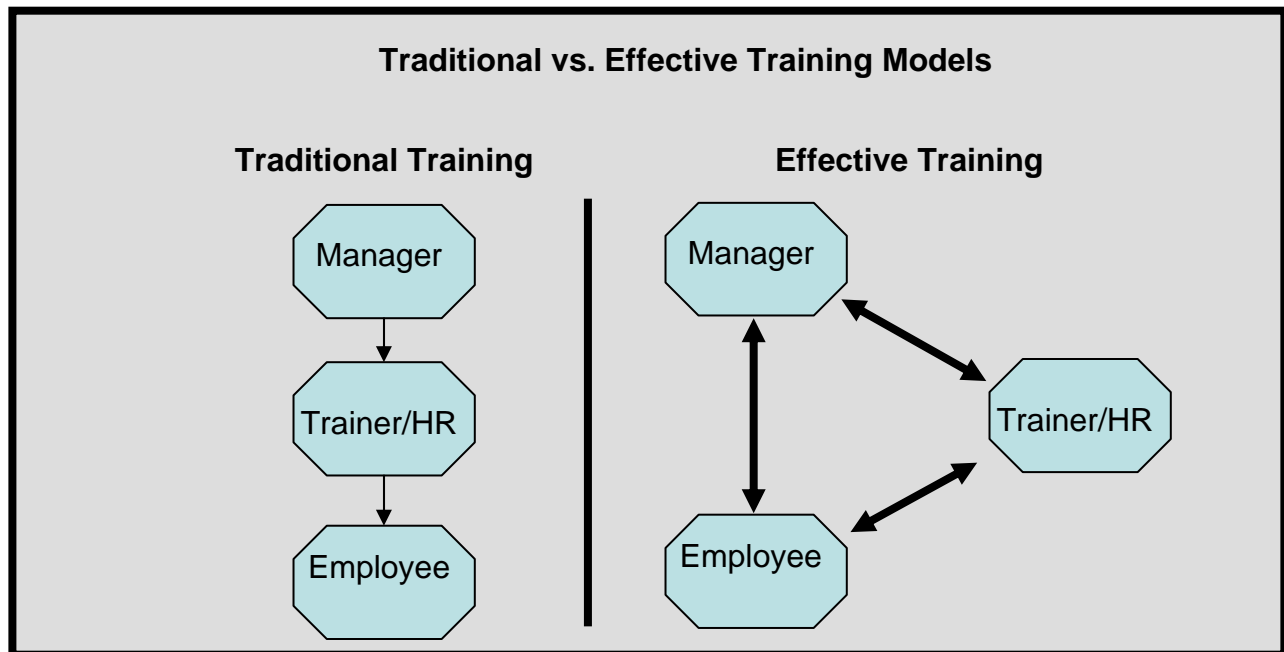 Traditional vs. Effective Training Models
Traditional Training
Manager
Trainer/HR
Employee
Effective Training
Manager
Trainer/HR
Employee